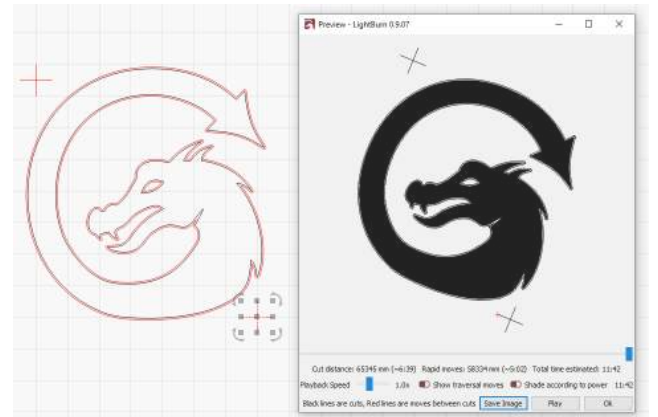 Preview - LightBurn 0.9.07
Cut distance: 65345 mm (~6:39) Rapid moves: 58334 mm (~5:02) Total time estimated: 11:42
Playback Speed 1.0x Show traversal moves Shade according to power 11:42
Black lines are cuts, Red lines are moves between cuts Save Image Play Ok